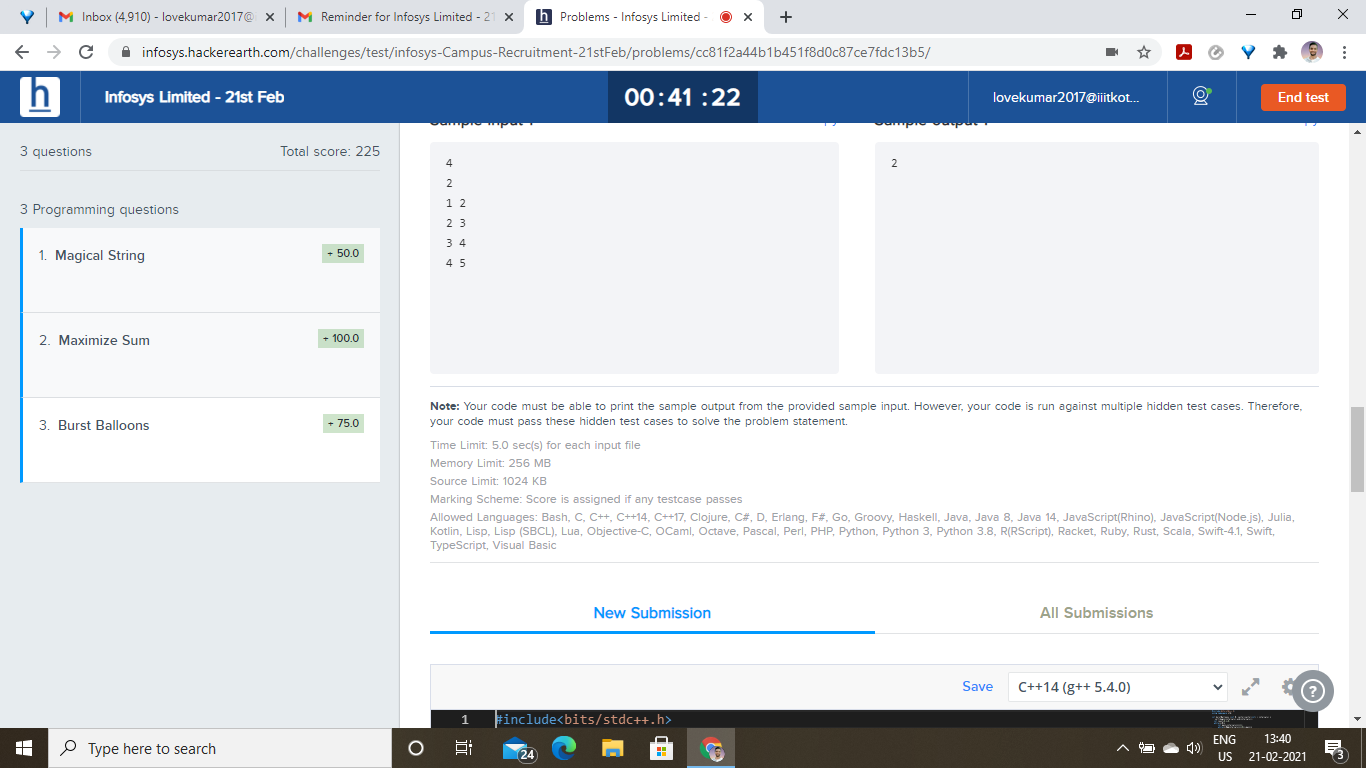 Inbox (4,910) - lovekumar2017@
Reminder for Infosys Limited - 21
Problems - Infosys Limited -
infosys.hackerearth.com/challenges/test/infosys-Campus-Recruitment-21stFeb/problems/cc81f2a44b1b451f8d0c87ce7fdc13b5/
h
Infosys Limited - 21st Feb
00:41 :22
lovekumar2017@iiitkot...
End test
3 questions
Total score: 225
3 Programming questions
1. Magical String
+ 50.0
2. Maximize Sum
+ 100.0
3. Burst Balloons
+ 75.0
Sample Input 1
Sample Output 1
4
2
1 2
2 3
3 4
4 5
2
Note: Your code must be able to print the sample output from the provided sample input. However, your code is run against multiple hidden test cases. Therefore,
your code must pass these hidden test cases to solve the problem statement.
Time Limit: 5.0 sec(s) for each input file
Memory Limit: 256 MB
Source Limit: 1024 KB
Marking Scheme: Score is assigned if any testcase passes
Allowed Languages: Bash, C, C++, C++14, C++17, Clojure, C#, D, Erlang, F#, Go, Groovy, Haskell, Java, Java 8, Java 14, JavaScript(Rhino), JavaScript(Node.js), Julia,
Kotlin, Lisp, Lisp (SBCL), Lua, Objective-C, OCaml, Octave, Pascal, Perl, PHP, Python, Python 3, Python 3.8, R(RScript), Racket, Ruby, Rust, Scala, Swift-4.1, Swift,
TypeScript, Visual Basic
New Submission
All Submissions
Save
C++14 (g++ 5.4.0)
?
1 #include<bits/stdc++.h>
Type here to search
24
ENG
US
13:40
21-02-2021
3